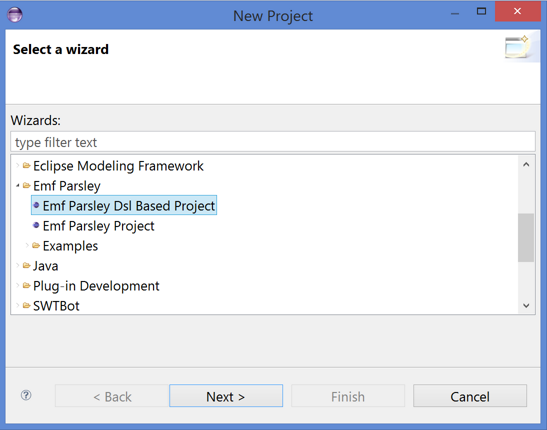 New Project
Select a wizard
Wizards:
type filter text
Eclipse Modeling Framework
Emf Parsley
Emf Parsley Dsl Based Project
Emf Parsley Project
Examples
Java
Plug-in Development
SWTBot
? < Back Next > Finish Cancel